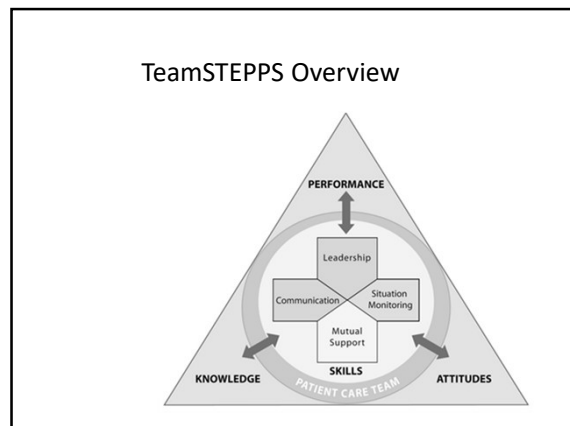 TeamSTEPPS Overview
PERFORMANCE
Leadership
Communication
Situation
Monitoring
Mutual
Support
SKILLS
KNOWLEDGE
ATTITUDES
PATIENT CARE TEAM